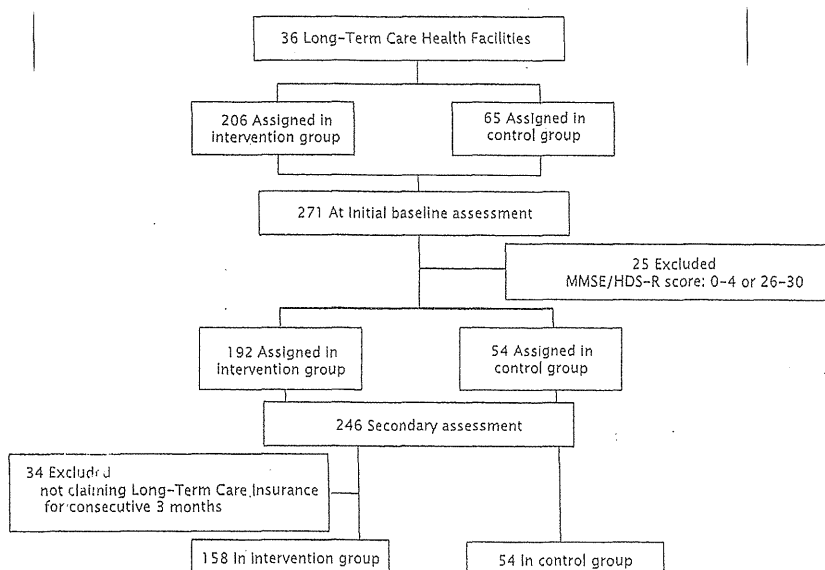 36 Long-Term Care Health Facilities
206 Assigned in
intervention group
65 Assigned in
control group
271 At Initial baseline assessment
25 Excluded
MMSE/HDS-R score: 0-4 or 26-30
192 Assigned in
intervention group
54 Assigned in
control group
246 Secondary assessment
34 Excluded
not claiming Long-Term Care Insurance
for consecutive 3 months
158 In intervention group
54 In control group